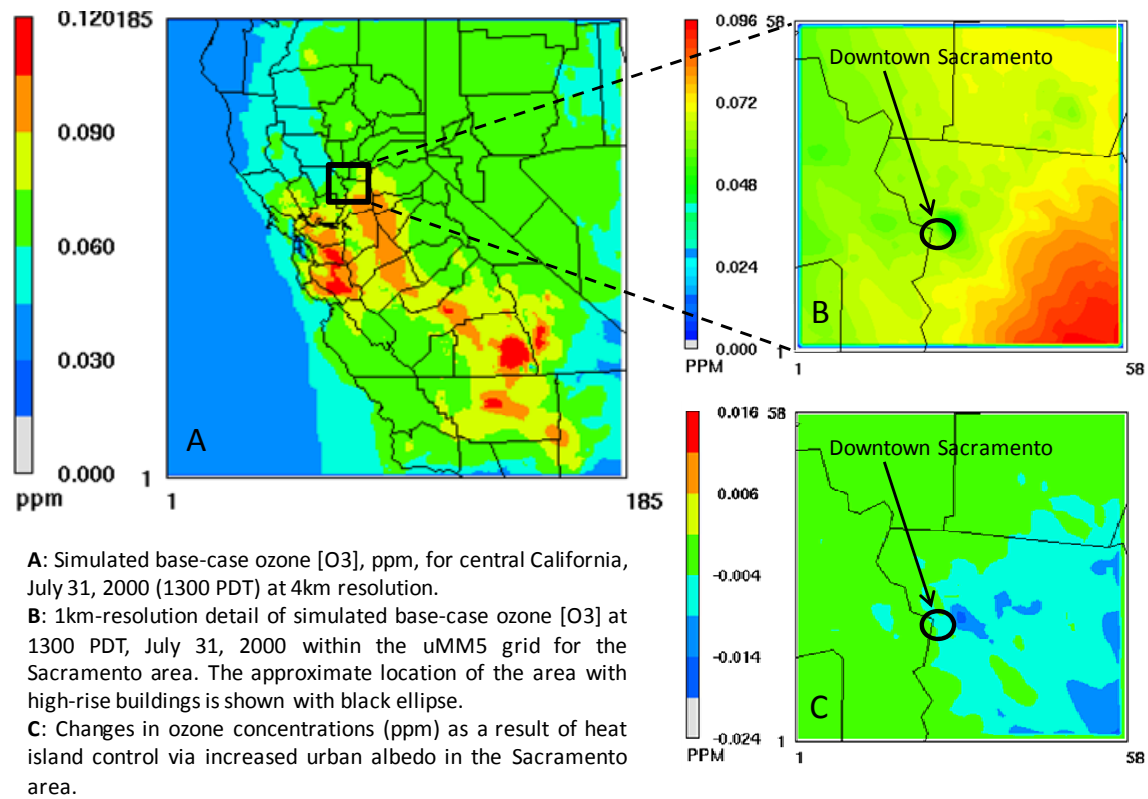 0.120
0.090
0.060
0.030
0.000
ppm
185
1
1
185
A
0.096
0.072
0.048
0.024
0.000
PPM
58
1
1
58
Downtown Sacramento
B
0.016
0.006
-0.004
-0.014
-0.024
PPM
58
1
1
58
Downtown Sacramento
C
A: Simulated base-case ozone [O3], ppm, for central California,
July 31, 2000 (1300 PDT) at 4km resolution.
B: 1km-resolution detail of simulated base-case ozone [O3] at
1300 PDT, July 31, 2000 within the uMM5 grid for the
Sacramento area. The approximate location of the area with
high-rise buildings is shown with black ellipse.
C: Changes in ozone concentrations (ppm) as a result of heat
island control via increased urban albedo in the Sacramento
area.